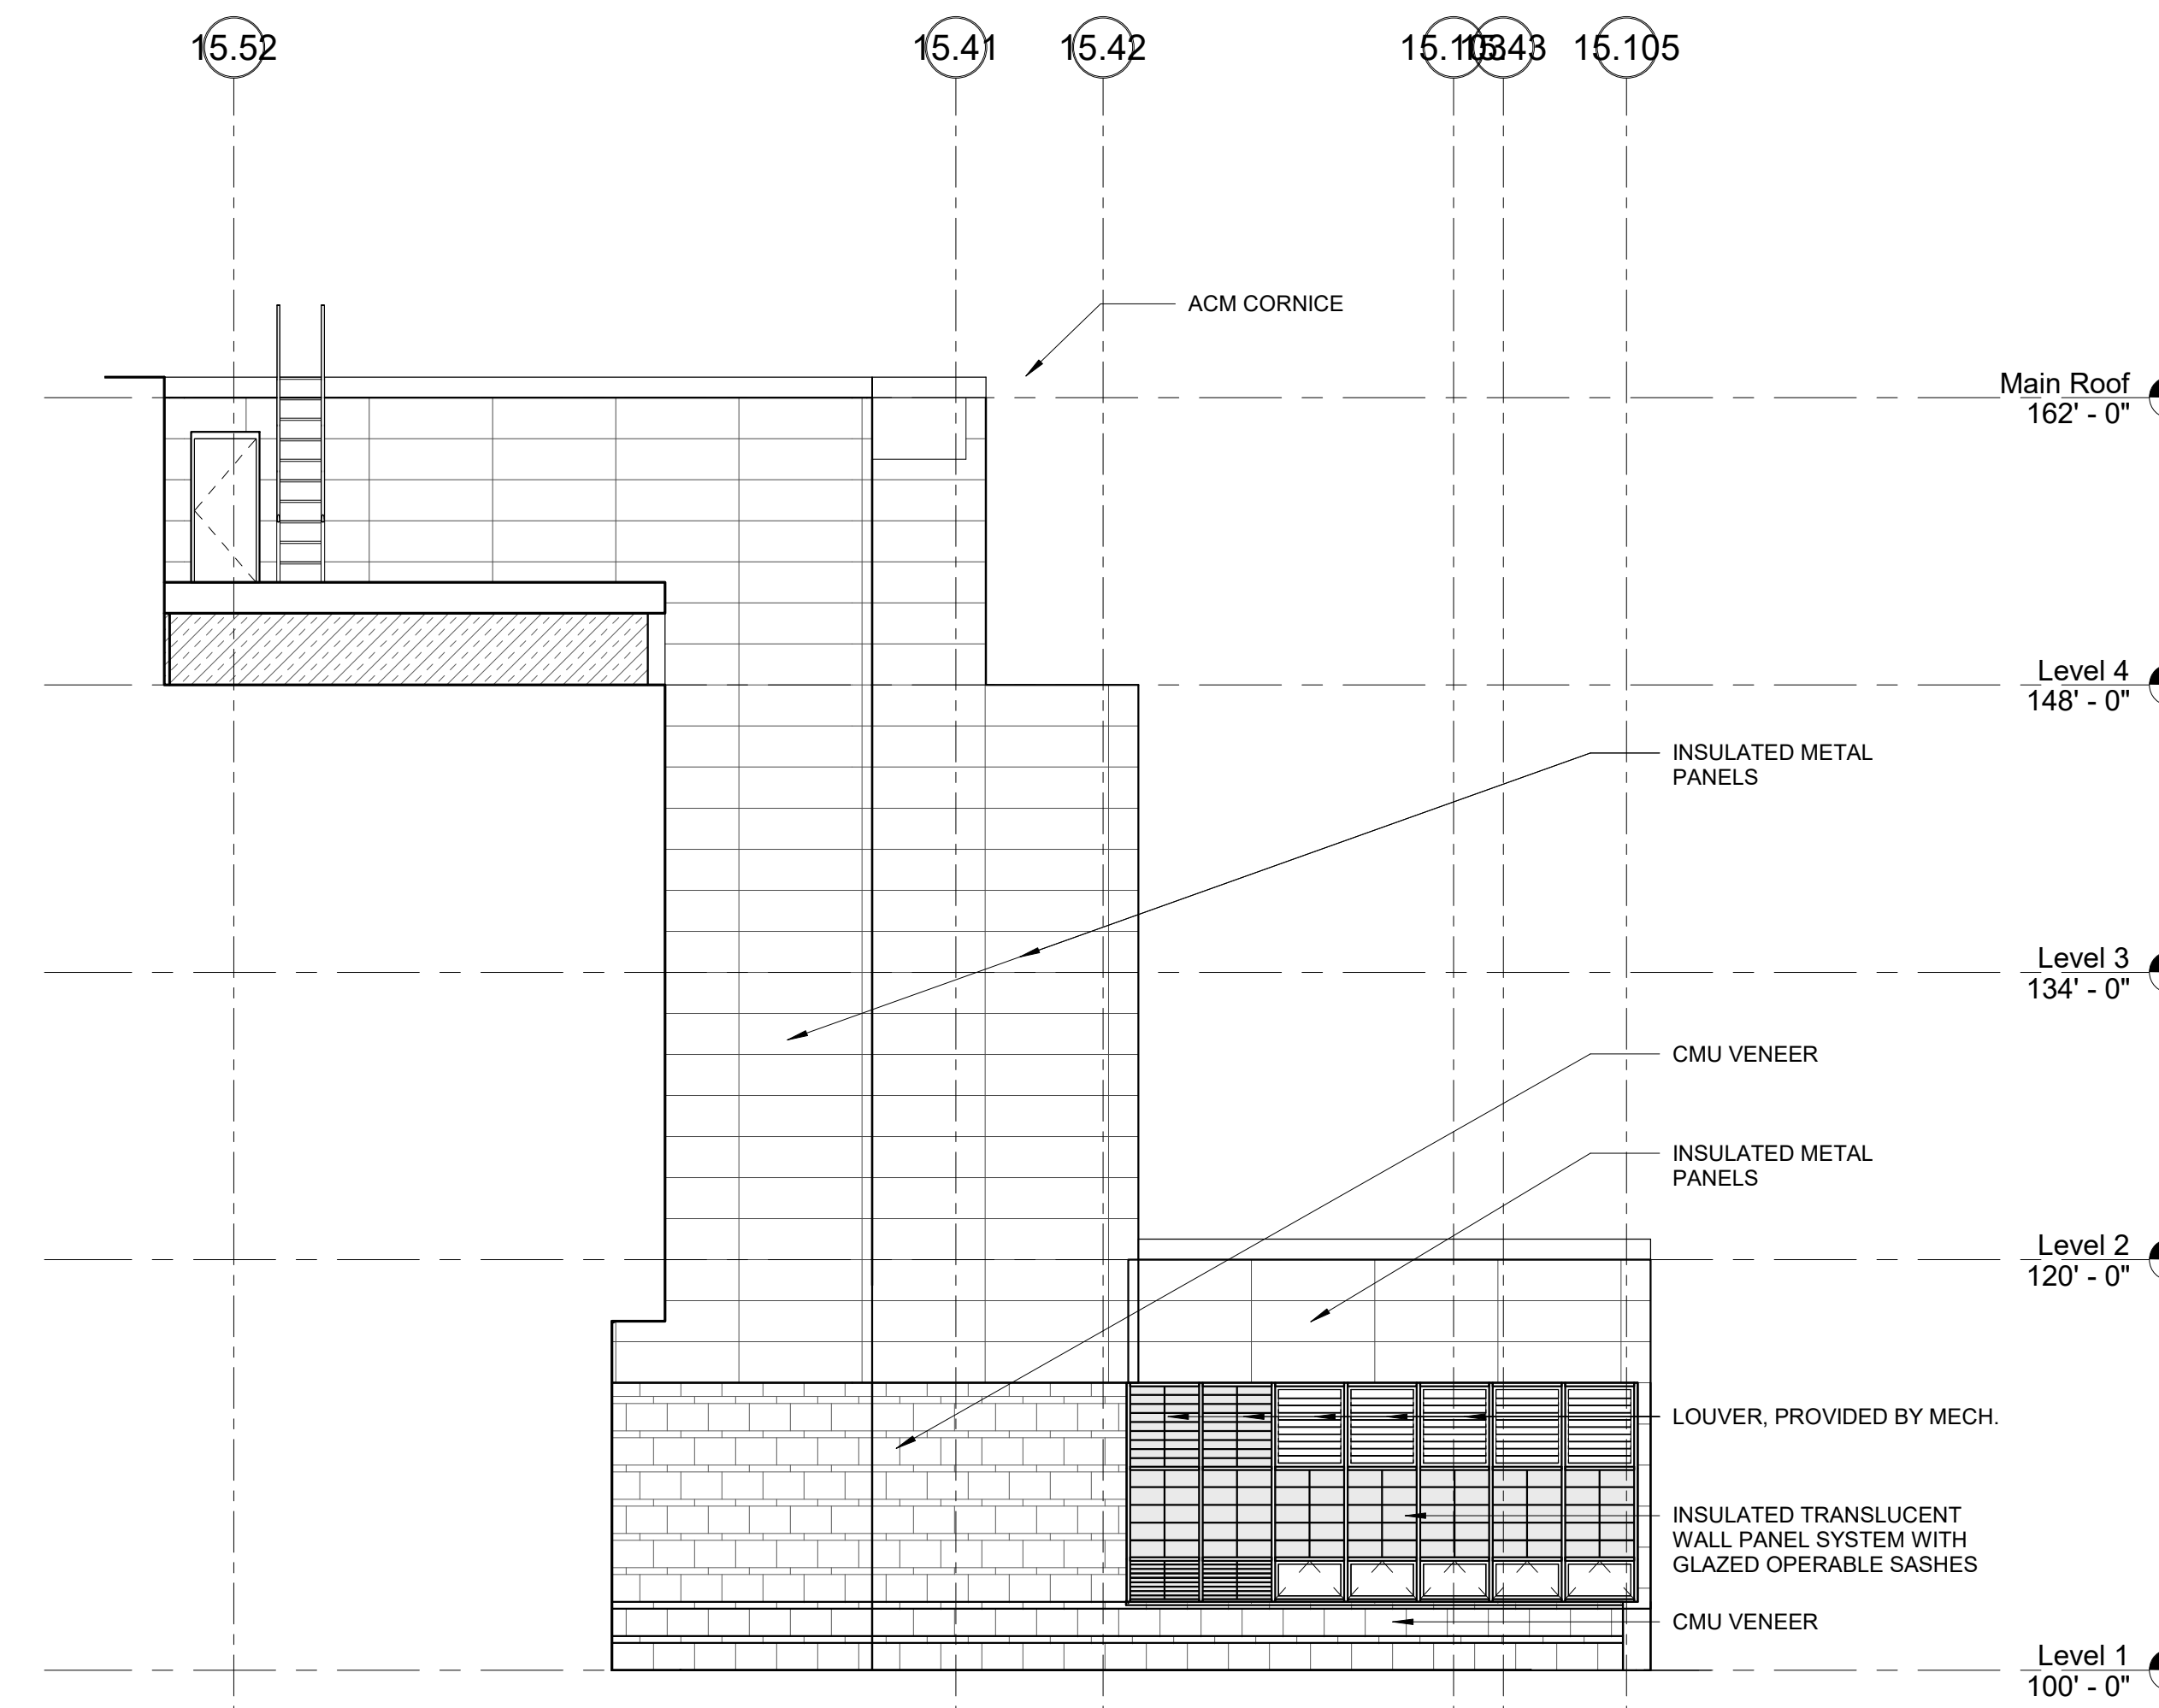 15.52
15.41
15.42
15.43
15.105
ACM CORNICE
Main Roof
162' - 0"
Level 4
148' - 0"
INSULATED METAL
PANELS
Level 3
134' - 0"
CMU VENEER
INSULATED METAL
PANELS
Level 2
120' - 0"
LOUVER, PROVIDED BY MECH.
INSULATED TRANSLUCENT
WALL PANEL SYSTEM WITH
GLAZED OPERABLE SASHES
CMU VENEER
Level 1
100' - 0"